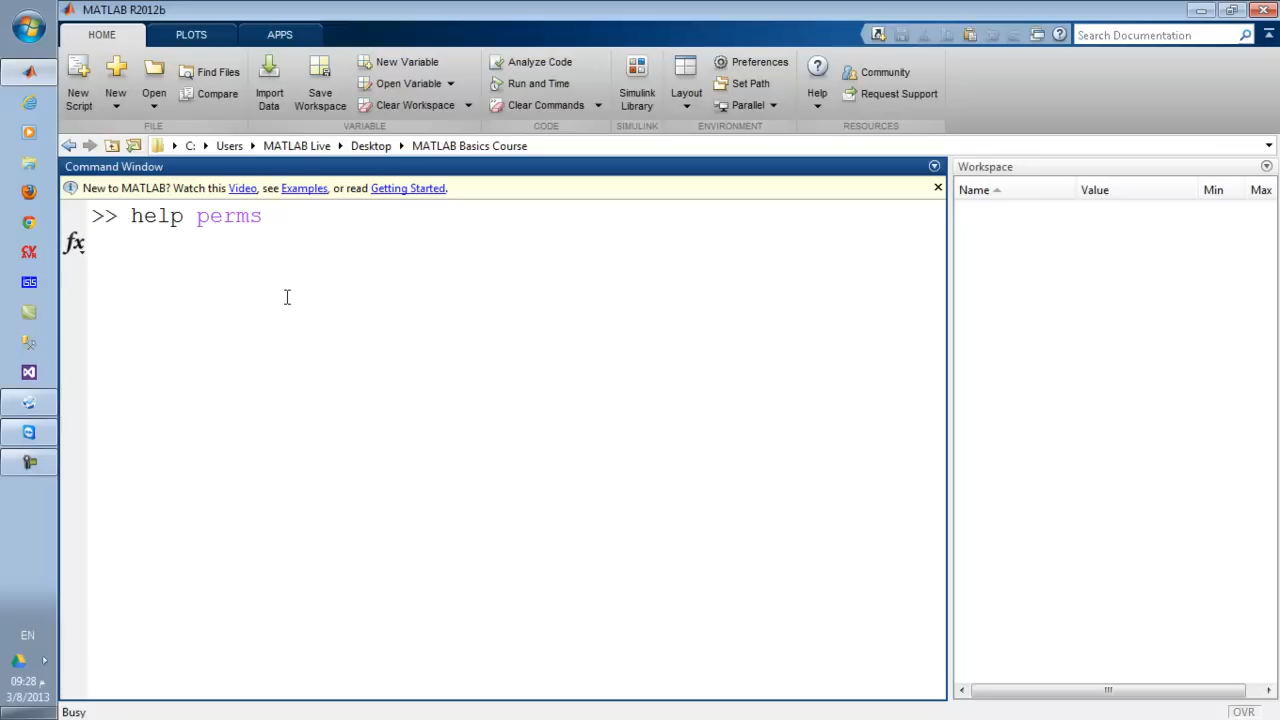 MATLAB R2012b
HOME PLOTS APPS
Search Documentation
New Script
New
Open
Find Files
Compare
Import Data
Save Workspace
New Variable
Open Variable
Clear Workspace
Analyze Code
Run and Time
Clear Commands
Simulink Library
Layout
Preferences
Set Path
Parallel
Help
Community
Request Support
FILE VARIABLE CODE SIMULINK ENVIRONMENT RESOURCES
C: Users MATLAB Live Desktop MATLAB Basics Course
Command Window
New to MATLAB? Watch this Video, see Examples, or read Getting Started.
>> help perms
fx
Workspace
Name Value Min Max
EN
09:28 م
3/8/2013
Busy
OVR